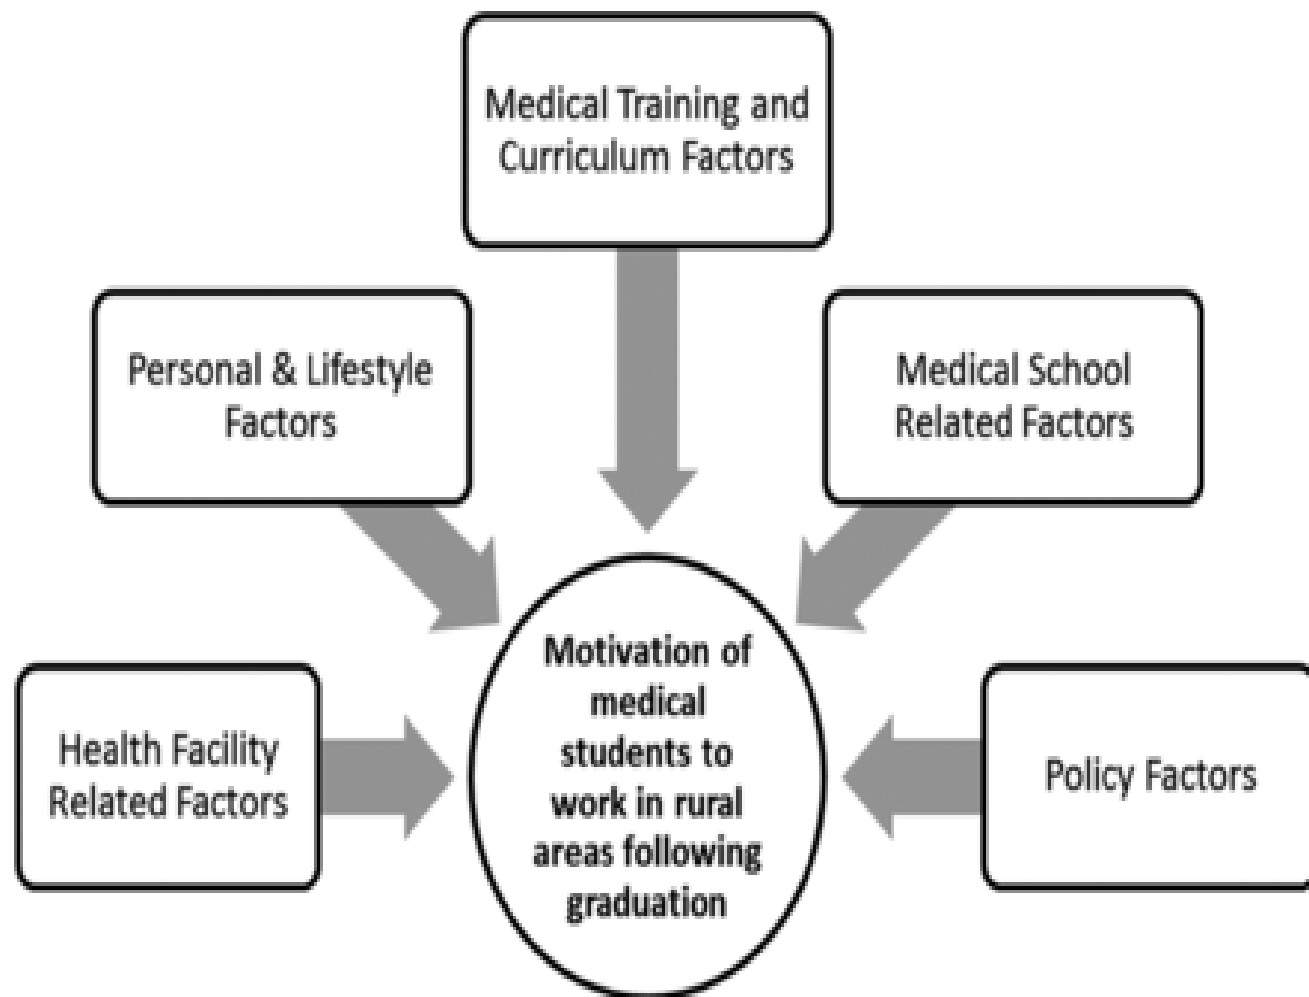 Medical Training and
Curriculum Factors
Personal & Lifestyle
Factors
Medical School
Related Factors
Health Facility
Related Factors
Motivation of
medical
students to
work in rural
areas following
graduation
Policy Factors